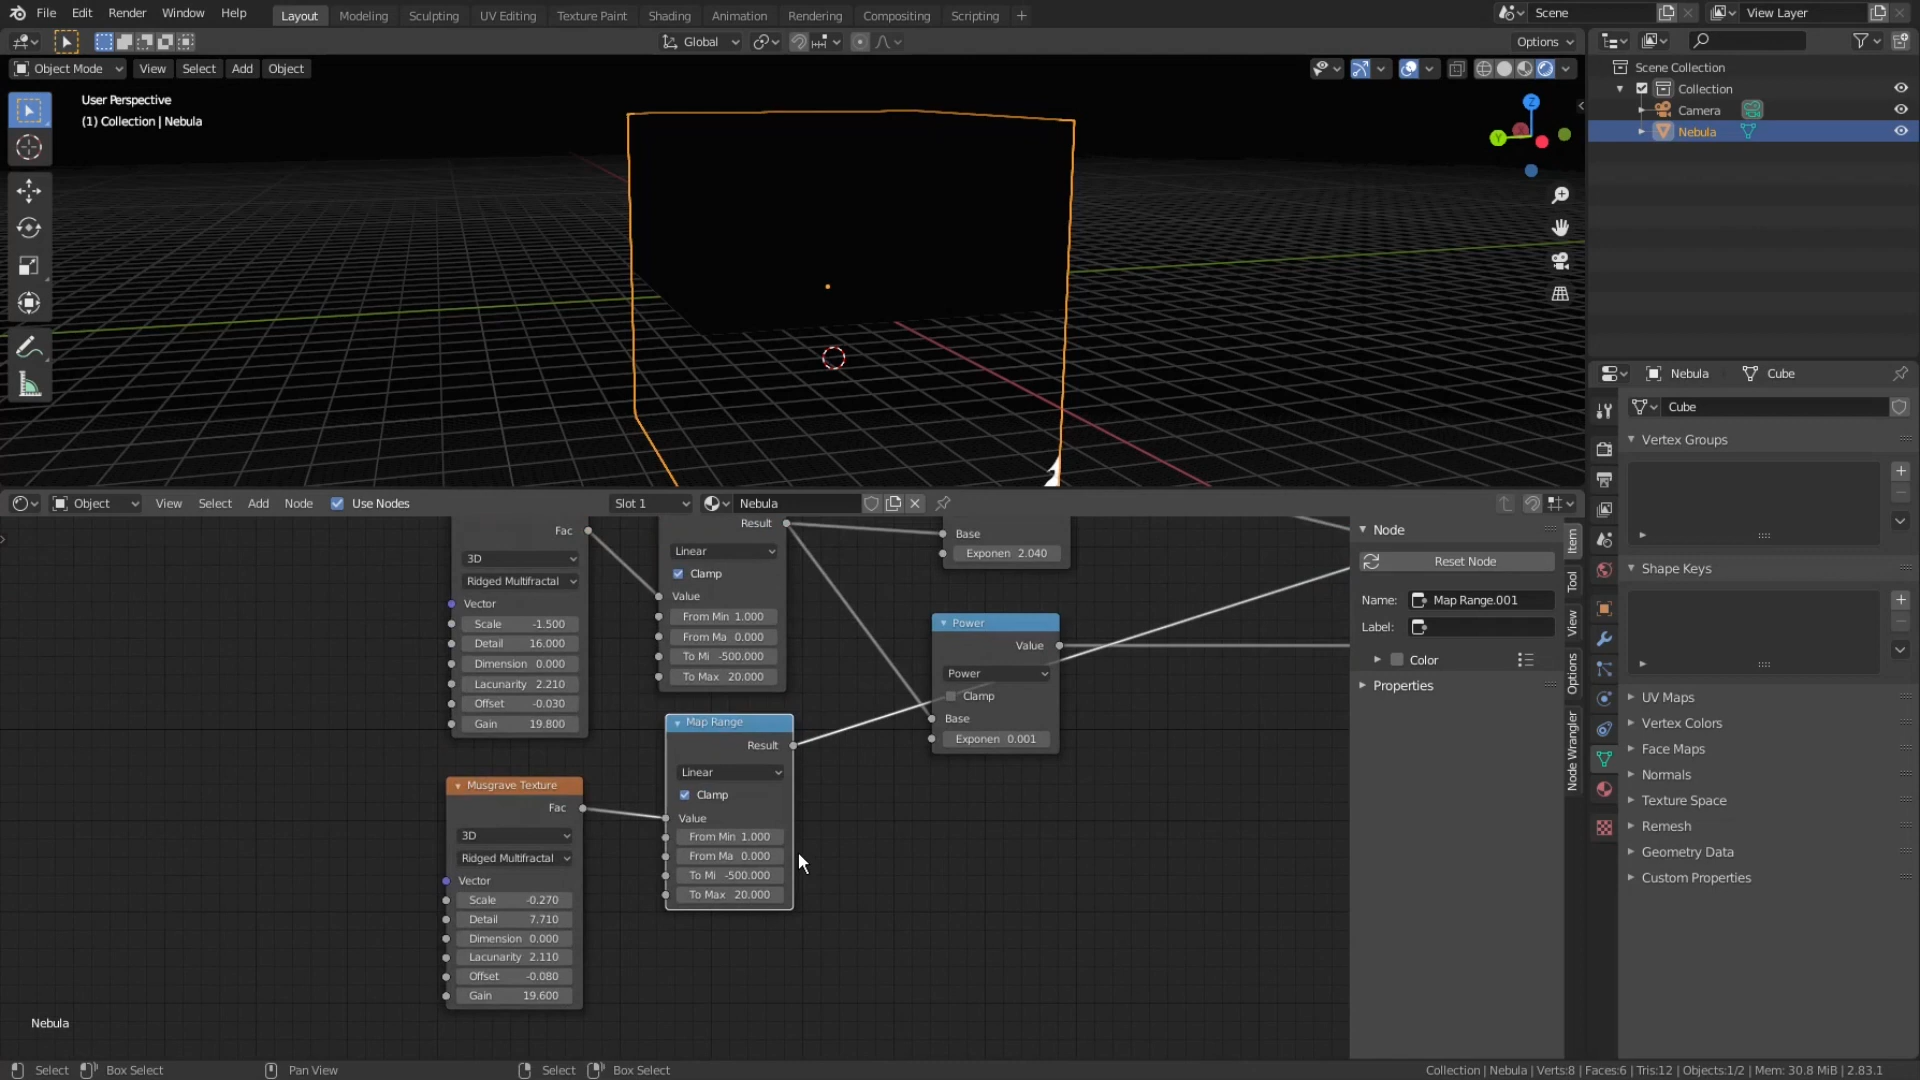 File Edit Render Window Help Layout Modeling Sculpting UV Editing Texture Paint Shading Animation Rendering Compositing Scripting + Scene View Layer
Global Options
Object Mode View Select Add Object
User Perspective
(1) Collection | Nebula
Z
Y
Scene Collection
Collection
Camera
Nebula
Nebula Cube
Cube
Vertex Groups
Shape Keys
UV Maps
Vertex Colors
Face Maps
Normals
Texture Space
Remesh
Geometry Data
Custom Properties
Object View Select Add Node Use Nodes Slot 1 Nebula
Fac
3D
Ridged Multifractal
Vector
Scale -1.500
Detail 16.000
Dimension 0.000
Lacunarity 2.210
Offset -0.030
Gain 19.800
Result
Linear
Clamp
Value
From Min 1.000
From Ma 0.000
To Mi -500.000
To Max 20.000
Base
Exponen 2.040
Power
Value
Power
Clamp
Base
Exponen 0.001
Map Range
Result
Linear
Clamp
Value
From Min 1.000
From Ma 0.000
To Mi -500.000
To Max 20.000
Musgrave Texture
Fac
3D
Ridged Multifractal
Vector
Scale -0.270
Detail 7.710
Dimension 0.000
Lacunarity 2.110
Offset -0.080
Gain 19.600
Node
Reset Node
Name: Map Range.001
Label:
Color
Properties
Item
Tool
View
Options
Node Wrangler
Nebula
Select Box Select Pan View Select Box Select Collection | Nebula | Verts:8 | Faces:6 | Tris:12 | Objects:1/2 | Mem: 30.8 MiB | 2.83.1